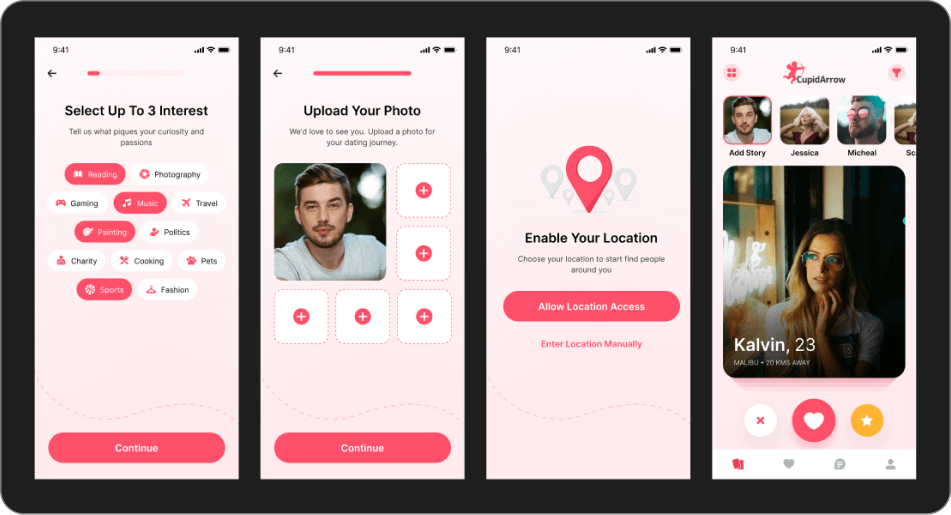 9:41
Select Up To 3 Interest
Tell us what piques your curiosity and
passions
Reading
Photography
Gaming
Music
Travel
Painting
Politics
Charity
Cooking
Pets
Sports
Fashion
Continue
9:41
Upload Your Photo
We'd love to see you. Upload a photo for
your dating journey.
Continue
9:41
Enable Your Location
Choose your location to start find people
around you
Allow Location Access
Enter Location Manually
9:41
CupidArrow
Add Story
Jessica
Micheal
Sc
Kalvin, 23
MALIBU • 20 KMS AWAY